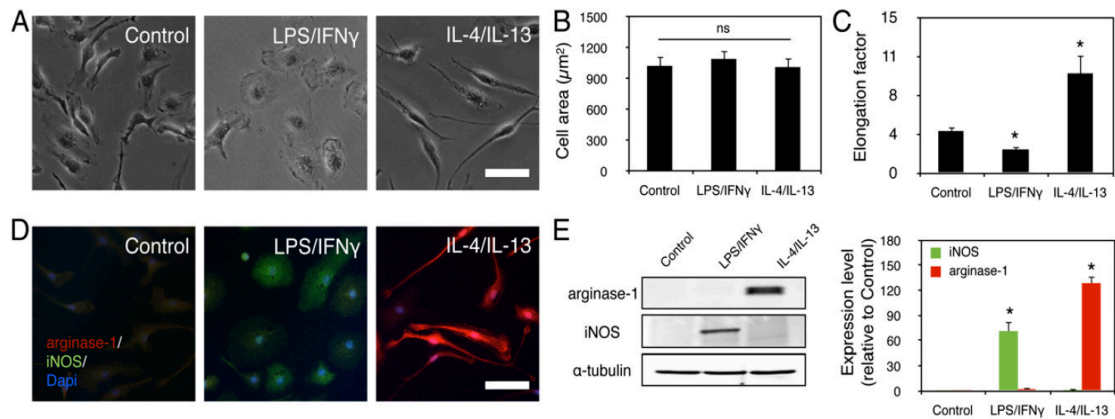 A
Control
LPS/IFNγ
IL-4/IL-13
B
Cell area (µm²)
1500
1200
900
600
300
0
ns
Control
LPS/IFNγ
IL-4/IL-13
C
Elongation factor
15
11
8
4
0
*
*
Control
LPS/IFNγ
IL-4/IL-13
D
Control
LPS/IFNγ
IL-4/IL-13
arginase-1/
iNOS/
Dapi
E
Control
LPS/IFNγ
IL-4/IL-13
arginase-1
iNOS
α-tubulin
Expression level
(relative to Control)
180
150
120
90
60
30
0
iNOS
arginase-1
*
*
Control
LPS/IFNγ
IL-4/IL-13